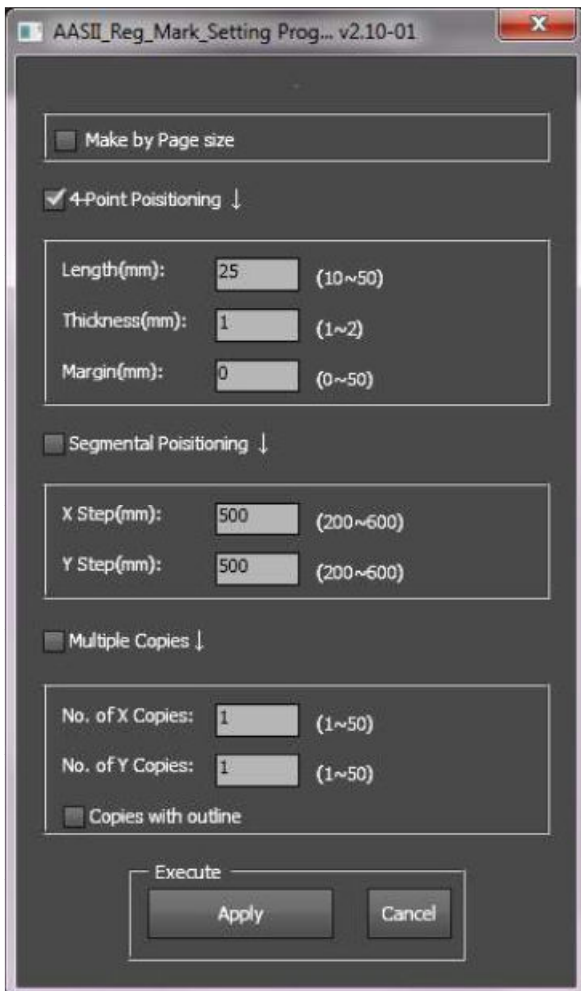 AASII_Reg_Mark_Setting Prog... v2.10-01
Make by Page size
4-Point Poisitioning ↓
Length(mm): 25 (10~50)
Thickness(mm): 1 (1~2)
Margin(mm): 0 (0~50)
Segmental Poisitioning ↓
X Step(mm): 500 (200~600)
Y Step(mm): 500 (200~600)
Multiple Copies ↓
No. of X Copies: 1 (1~50)
No. of Y Copies: 1 (1~50)
Copies with outline
Execute
Apply Cancel